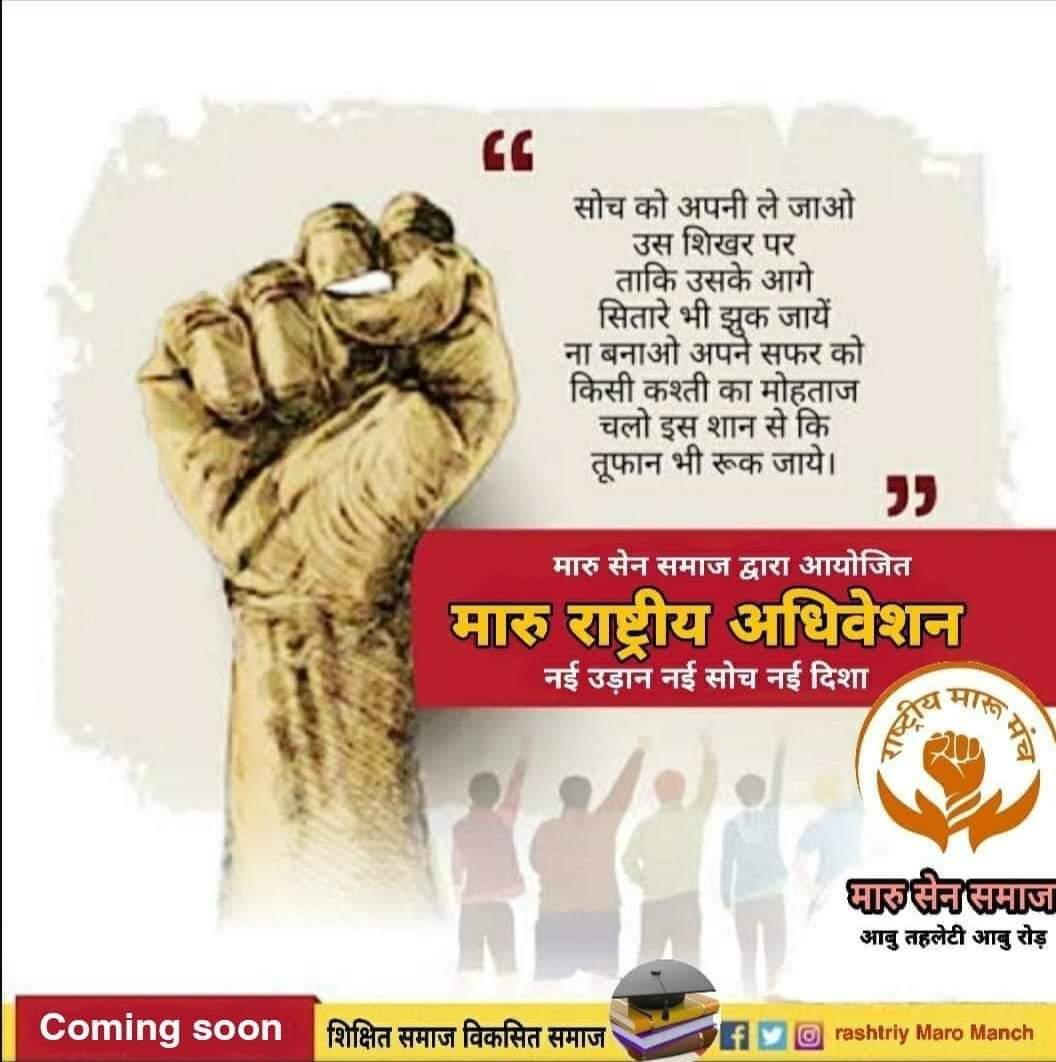 “
सोच को अपनी ले जाओ
उस शिखर पर
ताकि उसके आगे
सितारे भी झुक जायें
ना बनाओ अपने सफर को
किसी कश्ती का मोहताज
चलो इस शान से कि
तूफान भी रूक जाये।
”
मारु सेन समाज द्वारा आयोजित
मारु राष्ट्रीय अधिवेशन
नई उड़ान नई सोच नई दिशा
राष्ट्रीय मारू मंच
मारु सेन समाज
आबु तहलेटी आबु रोड़
Coming soon
शिक्षित समाज विकसित समाज
rashtriy Maro Manch